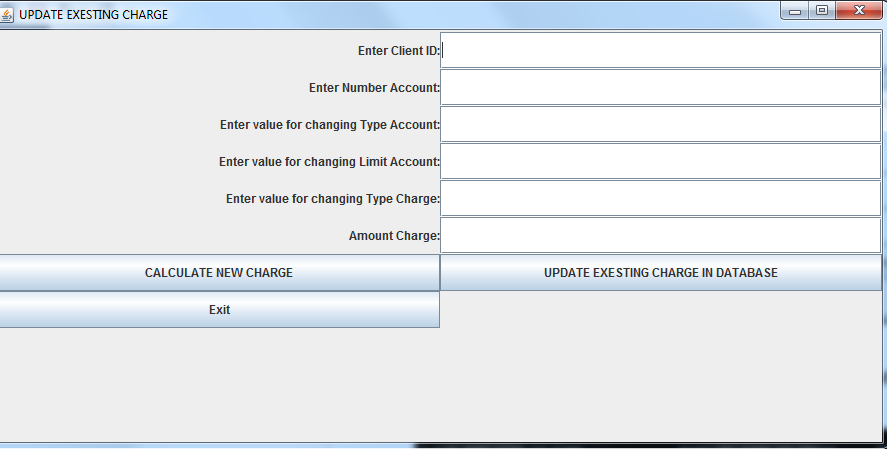 UPDATE EXESTING CHARGE
Enter Client ID:
Enter Number Account:
Enter value for changing Type Account:
Enter value for changing Limit Account:
Enter value for changing Type Charge:
Amount Charge:
CALCULATE NEW CHARGE
UPDATE EXESTING CHARGE IN DATABASE
Exit